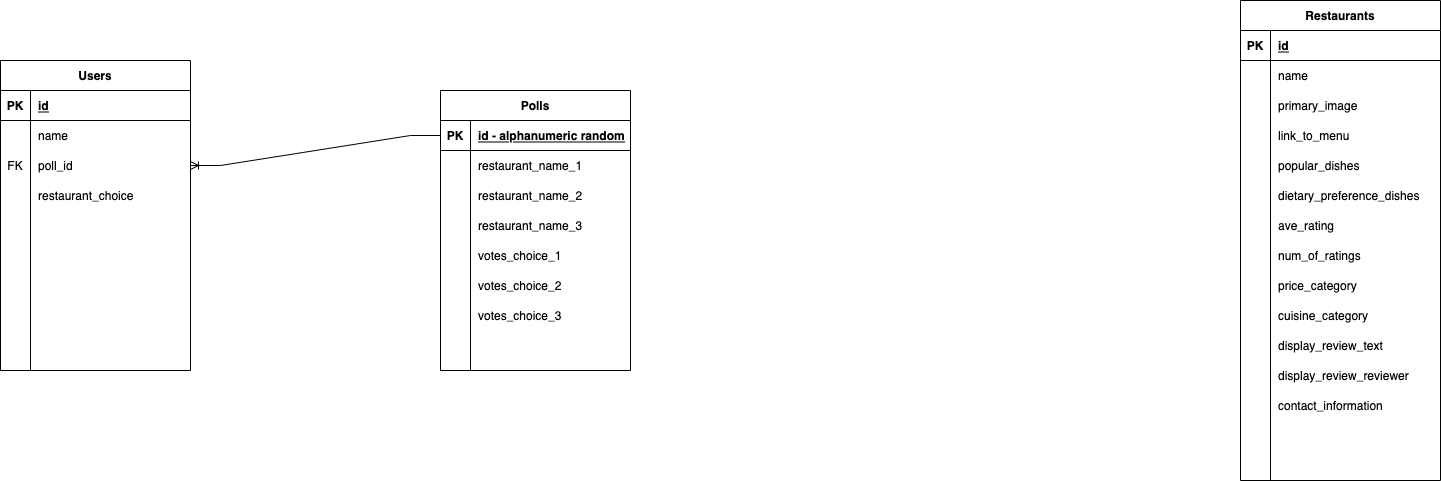 Users
PK id
name
FK poll_id
restaurant_choice
Polls
PK id - alphanumeric random
restaurant_name_1
restaurant_name_2
restaurant_name_3
votes_choice_1
votes_choice_2
votes_choice_3
Restaurants
PK id
name
primary_image
link_to_menu
popular_dishes
dietary_preference_dishes
ave_rating
num_of_ratings
price_category
cuisine_category
display_review_text
display_review_reviewer
contact_information